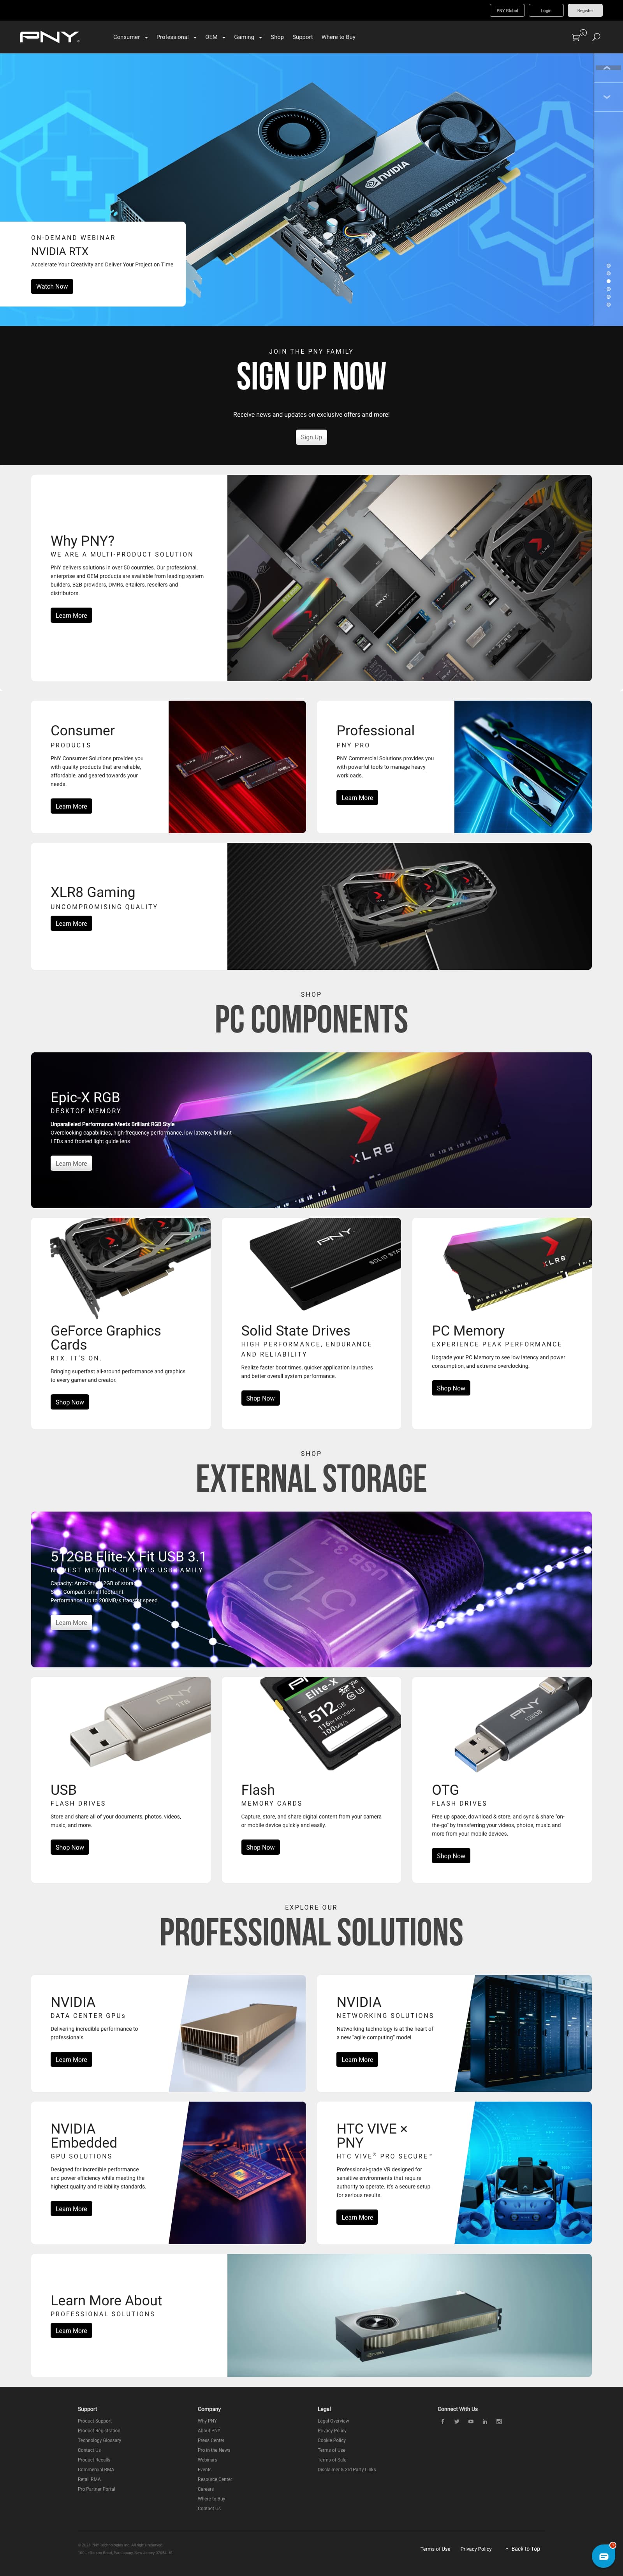 PNY Global Login Register
PNY Consumer Professional OEM Gaming Shop Support Where to Buy 0
NVIDIA
NVIDIA
ON-DEMAND WEBINAR
NVIDIA RTX
Accelerate Your Creativity and Deliver Your Project on Time
Watch Now
JOIN THE PNY FAMILY
SIGN UP NOW
Receive news and updates on exclusive offers and more!
Sign Up
Why PNY?
WE ARE A MULTI-PRODUCT SOLUTION
PNY delivers solutions in over 50 countries. Our professional,
enterprise and OEM products are available from leading system
builders, B2B providers, DMRs, e-tailers, resellers and
distributors.
Learn More
PNY
Consumer
PRODUCTS
PNY Consumer Solutions provides you
with quality products that are reliable,
affordable, and geared towards your
needs.
Learn More
PNY
Professional
PNY PRO
PNY Commercial Solutions provides you
with powerful tools to manage heavy
workloads.
Learn More
XLR8 Gaming
UNCOMPROMISING QUALITY
Learn More
SHOP
PC COMPONENTS
Epic-X RGB
DESKTOP MEMORY
Unparalleled Performance Meets Brilliant RGB Style
Overclocking capabilities, high-frequency performance, low latency, brilliant
LEDs and frosted light guide lens
Learn More
XLR8
GeForce Graphics
Cards
RTX. IT'S ON.
Bringing superfast all-around performance and graphics
to every gamer and creator.
Shop Now
PNY
SOLID STA
Solid State Drives
HIGH PERFORMANCE, ENDURANCE
AND RELIABILITY
Realize faster boot times, quicker application launches
and better overall system performance.
Shop Now
XLR8
PC Memory
EXPERIENCE PEAK PERFORMANCE
Upgrade your PC Memory to see low latency and power
consumption, and extreme overclocking.
Shop Now
SHOP
EXTERNAL STORAGE
512GB Elite-X Fit USB 3.1
NEWEST MEMBER OF PNY'S USB FAMILY
Capacity: Amazing 512GB of storage
Size: Compact, small footprint
Performance: Up to 200MB/s transfer speed
Learn More
PNY
1TB
USB
FLASH DRIVES
Store and share all of your documents, photos, videos,
music, and more.
Shop Now
Elite-X
512GB
Flash
MEMORY CARDS
Capture, store, and share digital content from your camera
or mobile device quickly and easily.
Shop Now
PNY
128GB
OTG
FLASH DRIVES
Free up space, download & store, and sync & share "on-
the-go" by transferring your videos, photos, music and
more from your mobile devices.
Shop Now
EXPLORE OUR
PROFESSIONAL SOLUTIONS
NVIDIA
DATA CENTER GPUs
Delivering incredible performance to
professionals
Learn More
NVIDIA
NETWORKING SOLUTIONS
Networking technology is at the heart of
a new "agile computing" model.
Learn More
NVIDIA
Embedded
GPU SOLUTIONS
Designed for incredible performance
and power efficiency while meeting the
highest quality and reliability standards.
Learn More
HTC VIVE ×
PNY
HTC VIVE® PRO SECURE™
Professional-grade VR designed for
sensitive environments that require
authority to operate. It's a secure setup
for serious results.
Learn More
Learn More About
PROFESSIONAL SOLUTIONS
Learn More
Support
Product Support
Product Registration
Technology Glossary
Contact Us
Product Recalls
Commercial RMA
Retail RMA
Pro Partner Portal
Company
Why PNY
About PNY
Press Center
Pro in the News
Webinars
Events
Resource Center
Careers
Where to Buy
Contact Us
Legal
Legal Overview
Privacy Policy
Cookie Policy
Terms of Use
Terms of Sale
Disclaimer & 3rd Party Links
Connect With Us
© 2021 PNY Technologies Inc. All rights reserved.
100 Jefferson Road, Parsippany, New Jersey 07054 US
Terms of Use Privacy Policy Back to Top